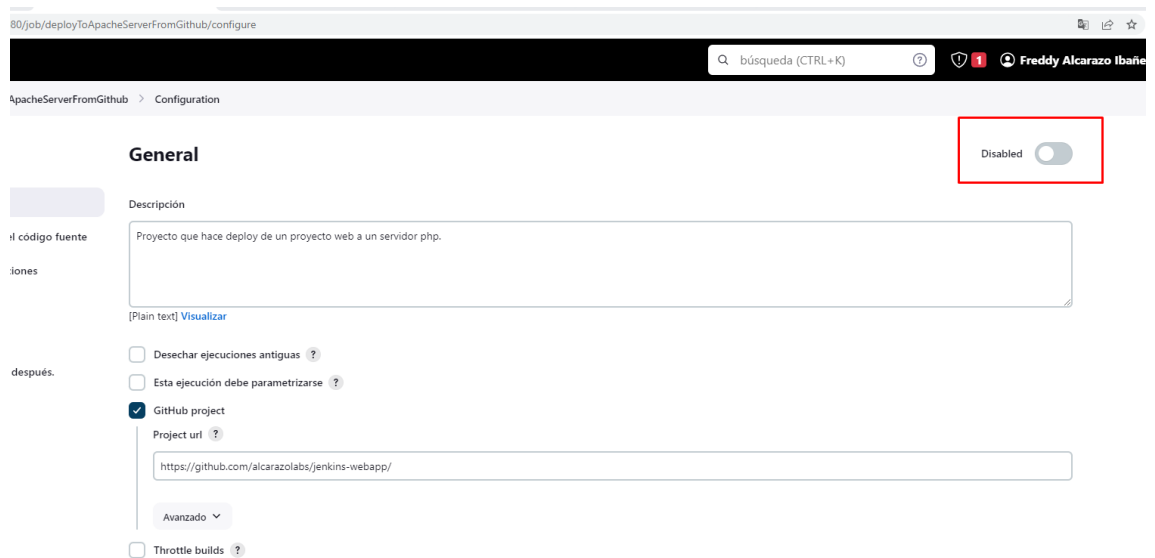 80/job/deployToApacheServerFromGithub/configure
búsqueda (CTRL+K) ? 1 Freddy Alcarazo Ibañe
ApacheServerFromGithub > Configuration
General
Disabled
Descripción
el código fuente
Proyecto que hace deploy de un proyecto web a un servidor php.
ciones
[Plain text] Visualizar
Desechar ejecuciones antiguas ?
después.
Esta ejecución debe parametrizarse ?
GitHub project
Project url ?
https://github.com/alcarazolabs/jenkins-webapp/
Avanzado
Throttle builds ?